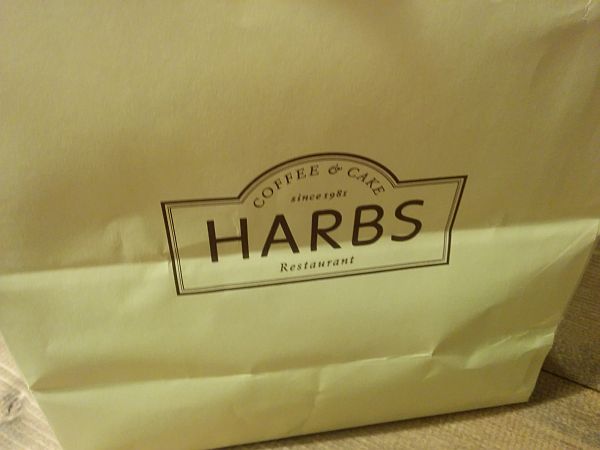 COFFEE & CAKE
since 1981
HARBS
Restaurant